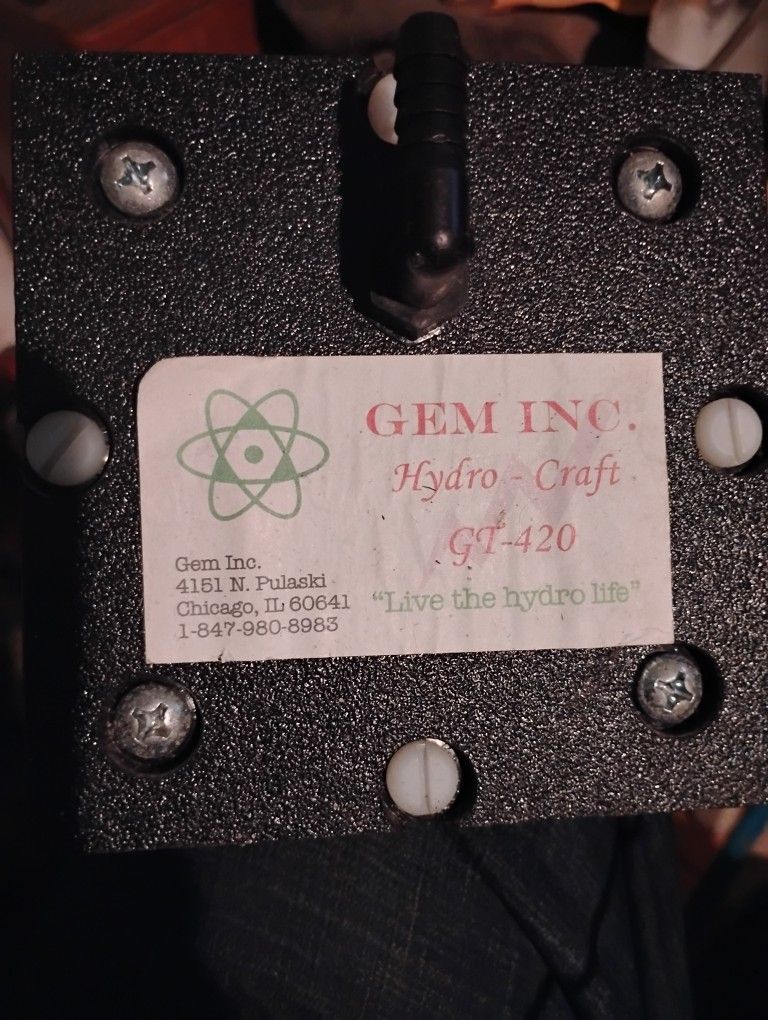 GEM INC.
Hydro - Craft
GT-420
"Live the hydro life"
Gem Inc.
4151 N. Pulaski
Chicago, IL 60641
1-847-980-8983